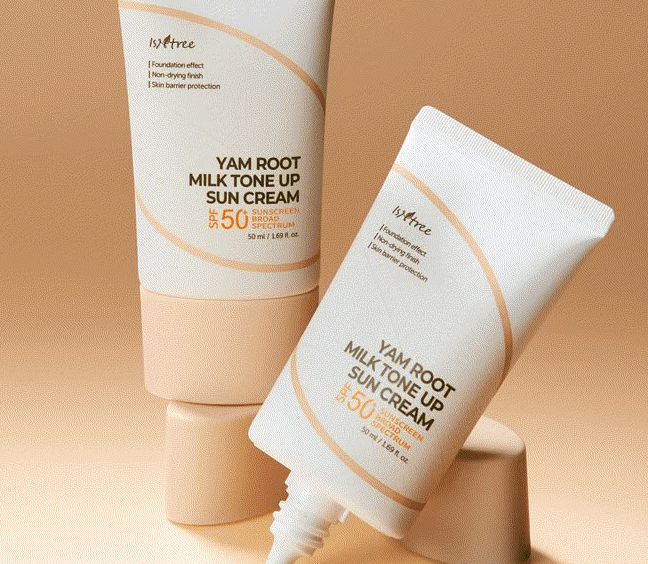 Isntree
Foundation effect
Non-drying finish
Skin barrier protection
YAM ROOT
MILK TONE UP
SUN CREAM
SPF 50+ SUNSCREEN
BROAD
SPECTRUM
50 ml / 1.69 fl. oz.
Isntree
Foundation effect
Non-drying finish
Skin barrier protection
YAM ROOT
MILK TONE UP
SUN CREAM
SPF 50+ SUNSCREEN
BROAD
SPECTRUM
50 ml / 1.69 fl. oz.